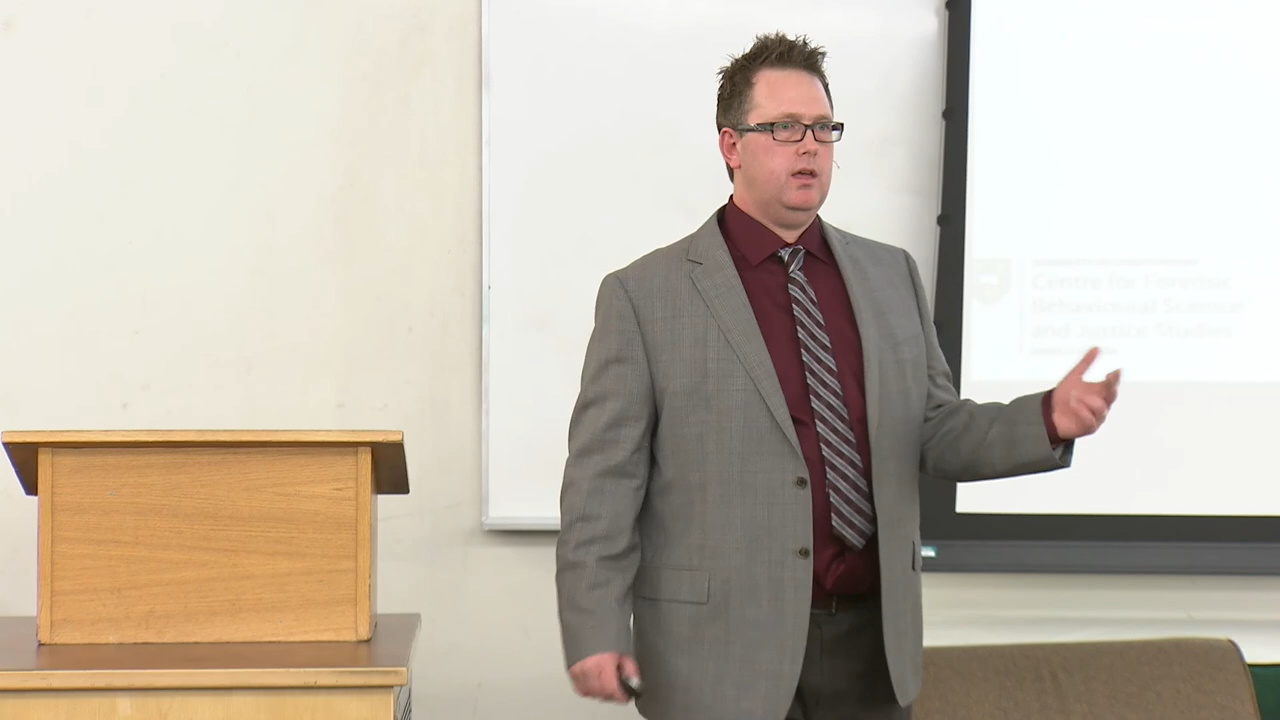 Centre for Forensic
Behavioural Science
and Justice Studies